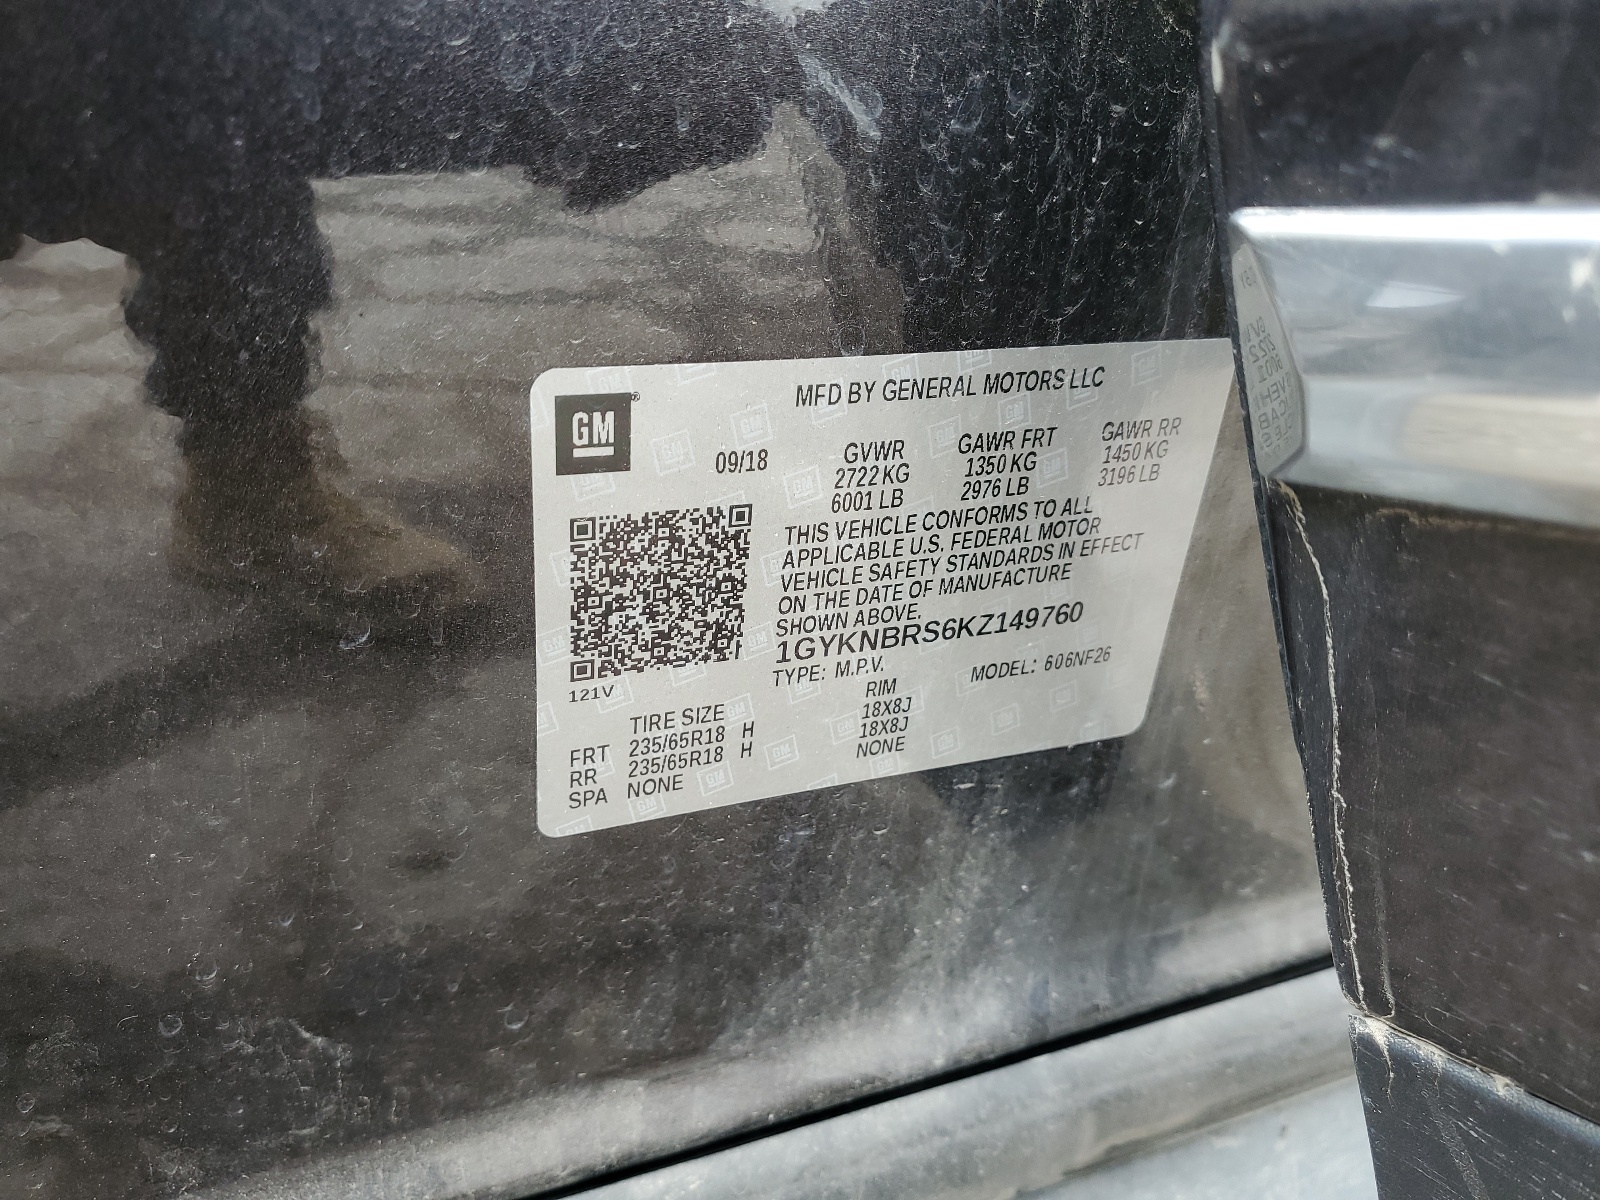 GM
MFD BY GENERAL MOTORS LLC
09/18
GVWR GAWR FRT GAWR RR
2722 KG 1350 KG 1450 KG
6001 LB 2976 LB 3196 LB
THIS VEHICLE CONFORMS TO ALL
APPLICABLE U.S. FEDERAL MOTOR
VEHICLE SAFETY STANDARDS IN EFFECT
ON THE DATE OF MANUFACTURE
SHOWN ABOVE.
1GYKNBRS6KZ149760
TYPE: M.P.V. MODEL: 606NF26
121V
TIRE SIZE RIM
FRT 235/65R18 H 18X8J
RR 235/65R18 H 18X8J
SPA NONE NONE